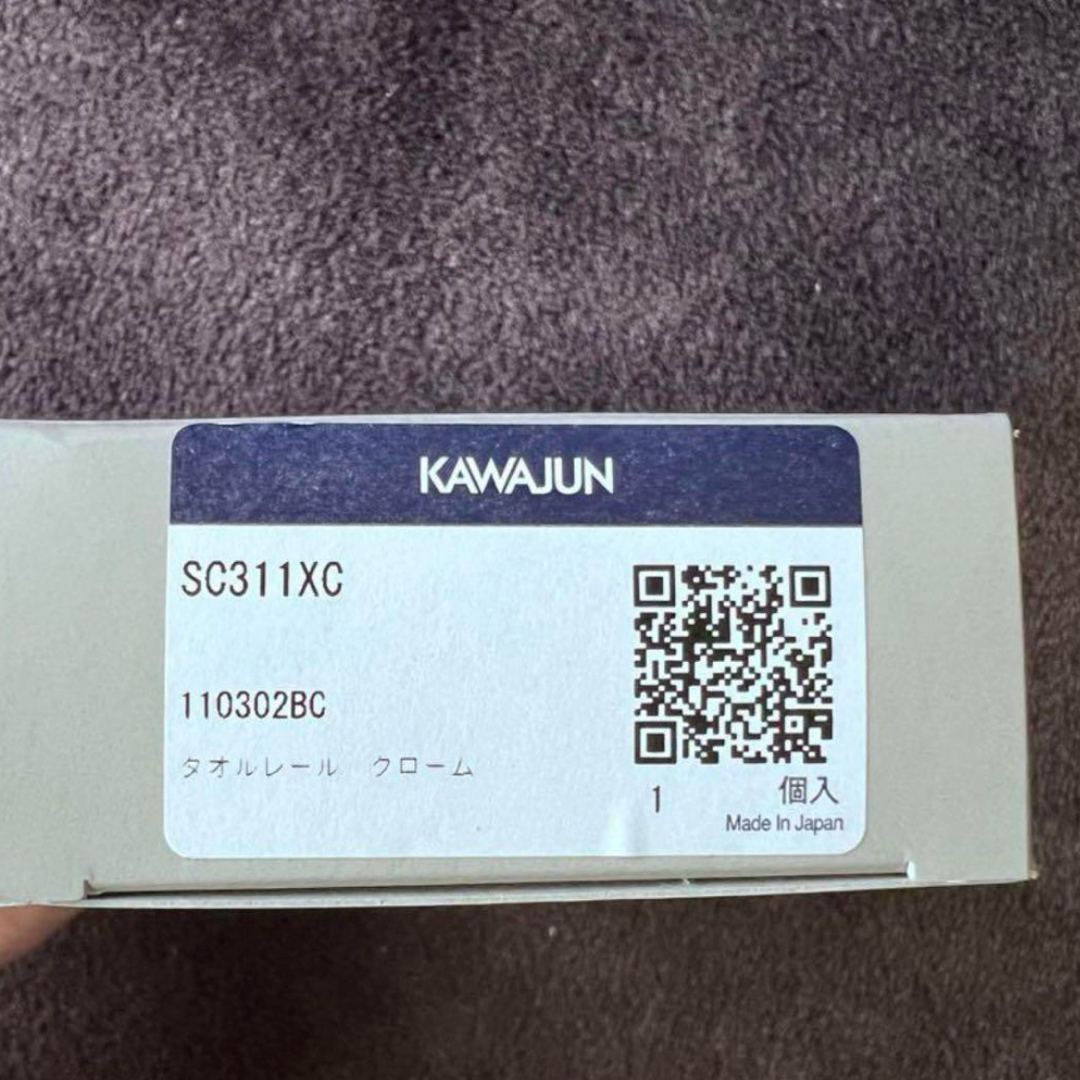 KAWAJUN
SC311XC
110302BC
タオルレール　クローム
1 個入
Made In Japan